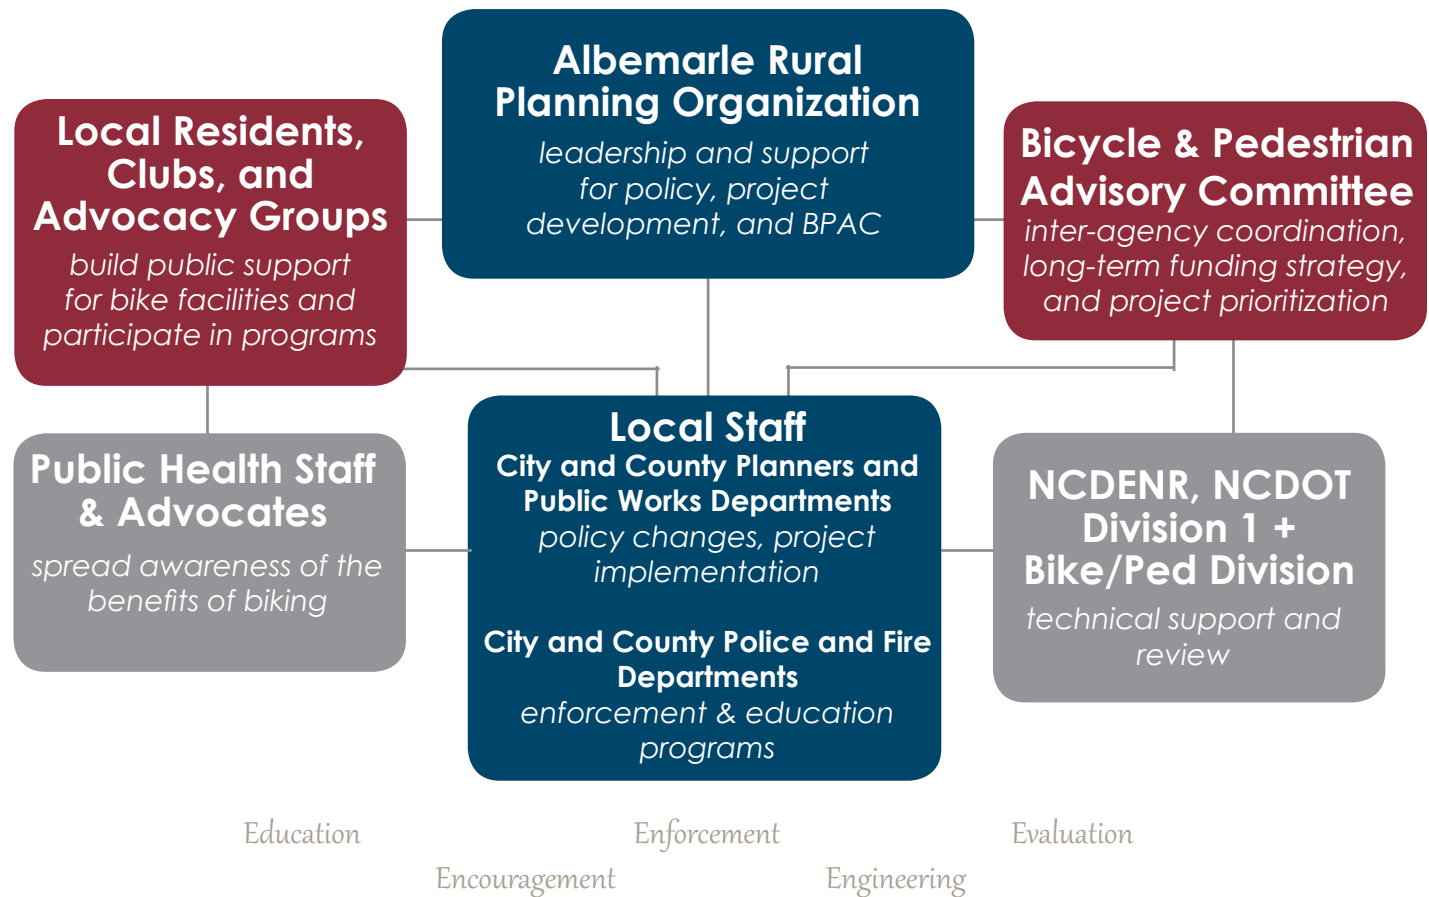 Albemarle Rural
Planning Organization
leadership and support
for policy, project
development, and BPAC
Local Residents,
Clubs, and
Advocacy Groups
build public support
for bike facilities and
participate in programs
Bicycle & Pedestrian
Advisory Committee
inter-agency coordination,
long-term funding strategy,
and project prioritization
Public Health Staff
& Advocates
spread awareness of the
benefits of biking
Local Staff
City and County Planners and
Public Works Departments
policy changes, project
implementation
City and County Police and Fire
Departments
enforcement & education
programs
NCDENR, NCDOT
Division 1 +
Bike/Ped Division
technical support and
review
Education
Enforcement
Evaluation
Encouragement
Engineering